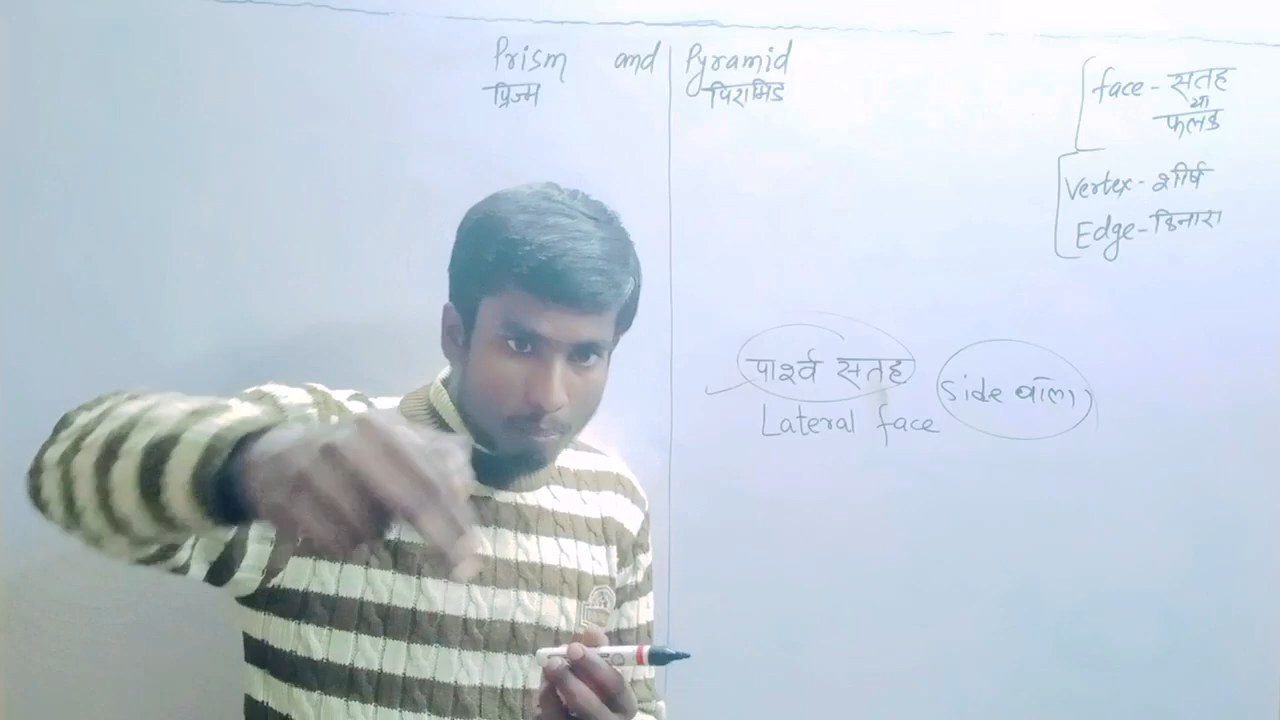 Prism and Pyramid
प्रिज्म पिरामिड
face - सतह
या
फलक
Vertex - शीर्ष
Edge - किनारा
पार्श्व सतह
Lateral face
side वाला